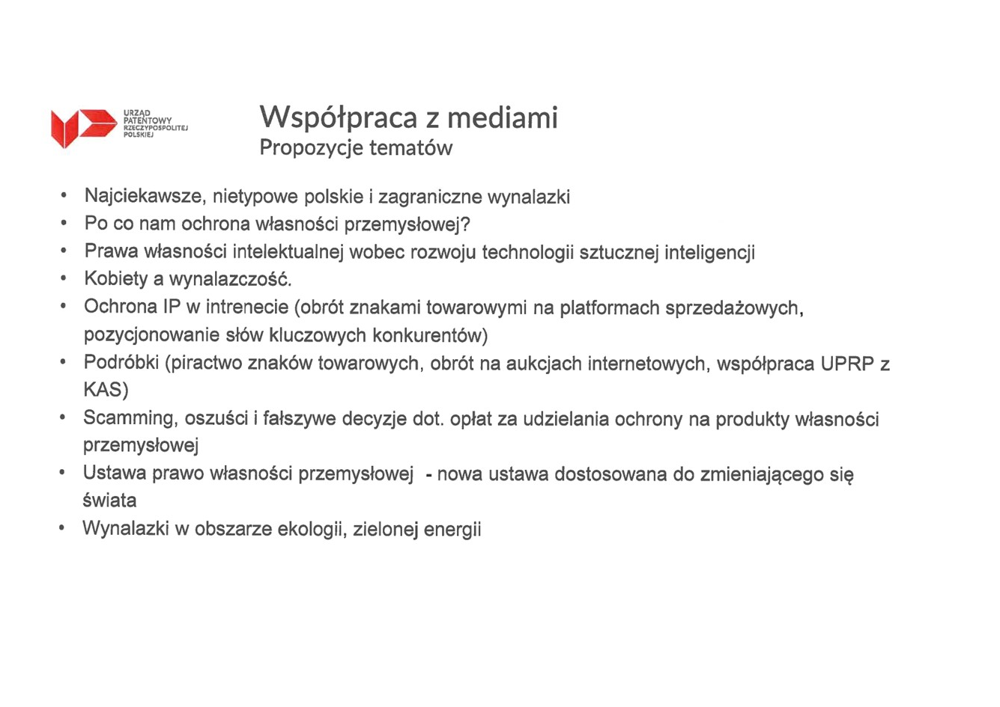 URZĄD
PATENTOWY
RZECZYPOSPOLITEJ
POLSKIEJ
Współpraca z mediami
Propozycje tematów
• Najciekawsze, nietypowe polskie i zagraniczne wynalazki
• Po co nam ochrona własności przemysłowej?
• Prawa własności intelektualnej wobec rozwoju technologii sztucznej inteligencji
• Kobiety a wynalazczość.
• Ochrona IP w intrenecie (obrót znakami towarowymi na platformach sprzedażowych,
pozycjonowanie słów kluczowych konkurentów)
• Podróbki (piractwo znaków towarowych, obrót na aukcjach internetowych, współpraca UPRP z
KAS)
• Scamming, oszuści i fałszywe decyzje dot. opłat za udzielania ochrony na produkty własności
przemysłowej
• Ustawa prawo własności przemysłowej - nowa ustawa dostosowana do zmieniającego się
świata
• Wynalazki w obszarze ekologii, zielonej energii